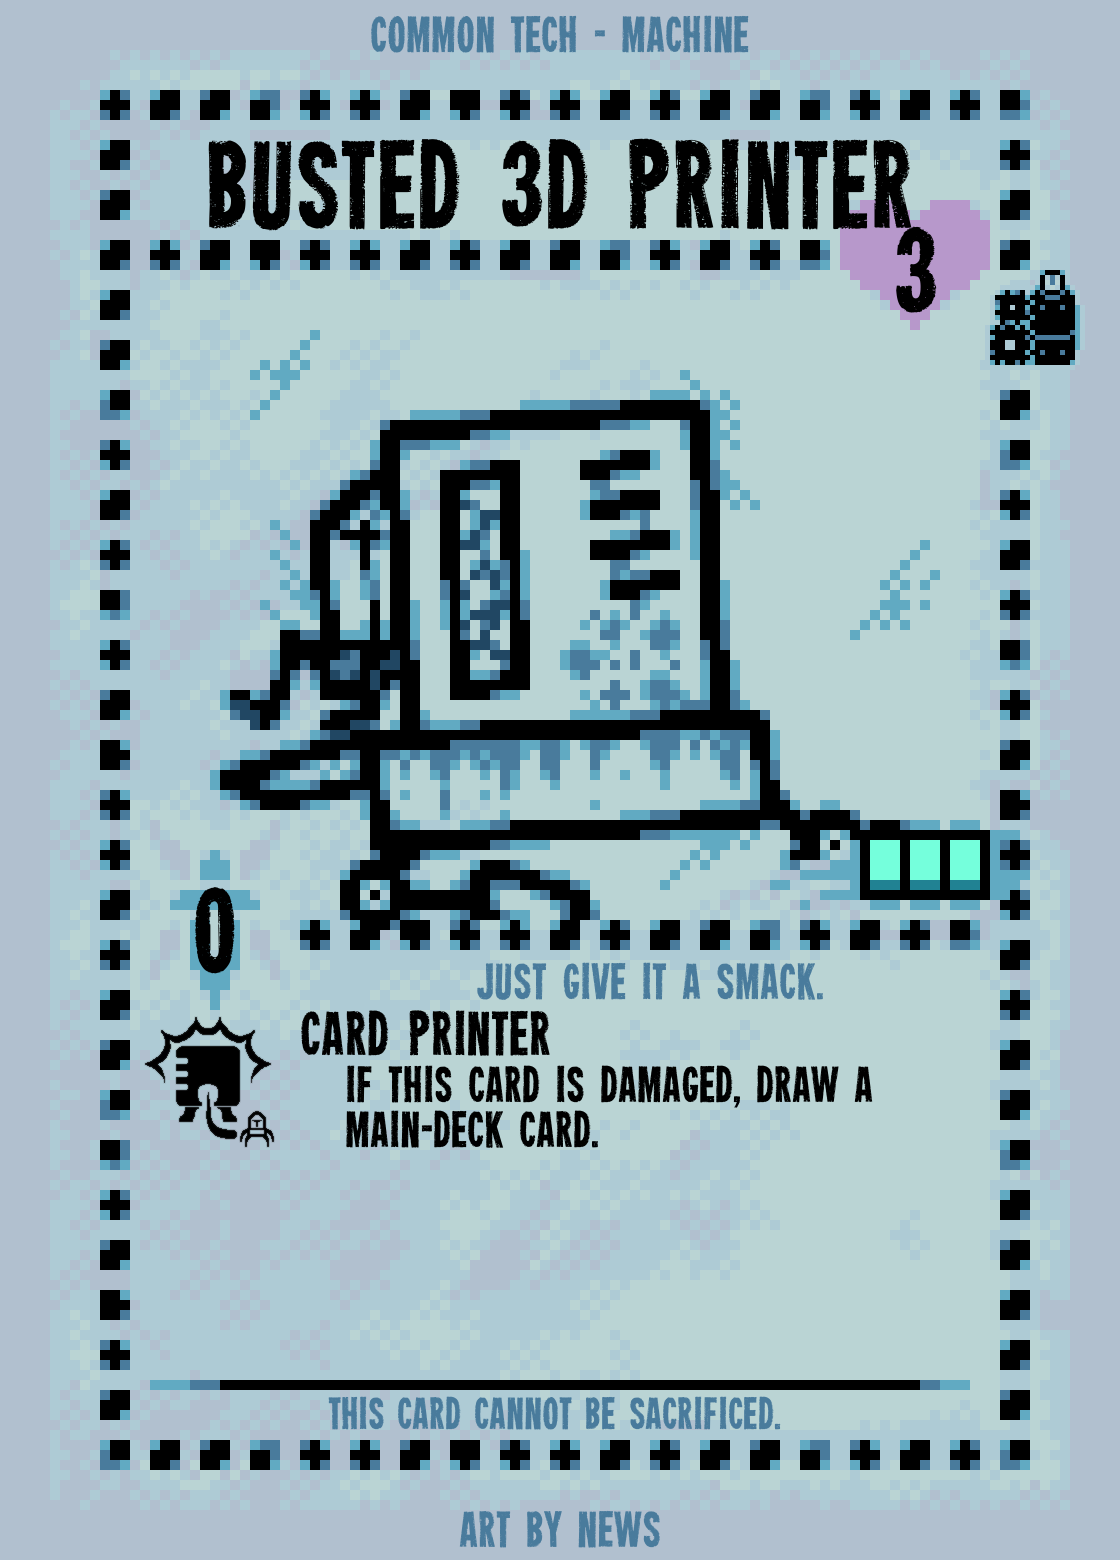 COMMON TECH - MACHINE
BUSTED 3D PRINTER
3
0
JUST GIVE IT A SMACK.
CARD PRINTER
IF THIS CARD IS DAMAGED, DRAW A
MAIN-DECK CARD.
THIS CARD CANNOT BE SACRIFICED.
ART BY NEWS